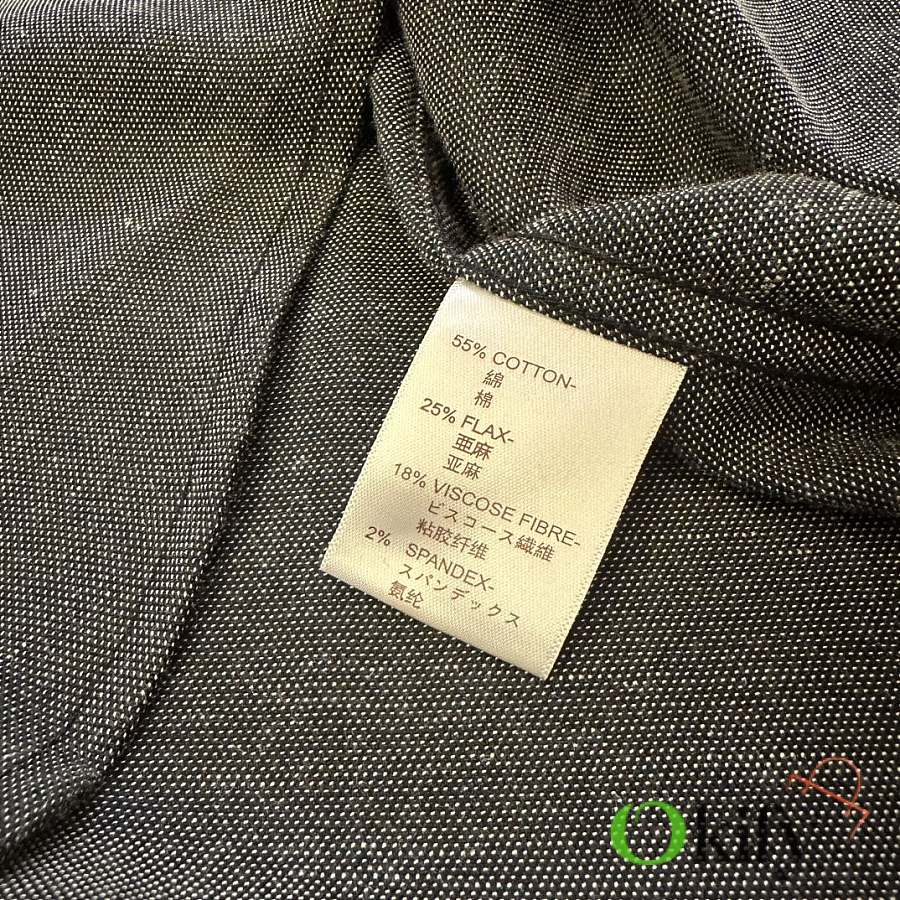 55% COTTON-
綿
棉
25% FLAX-
亜麻
亚麻
18% VISCOSE FIBRE-
ビスコース繊維
粘胶纤维
2% SPANDEX-
スパンデックス
氨纶
Okify